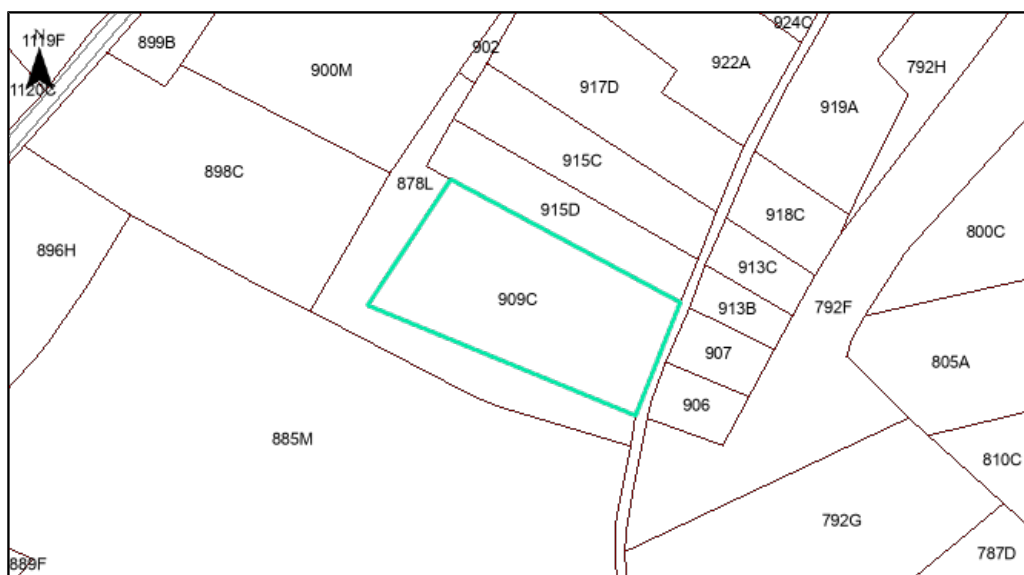 924C
N
1119F
899B
902
922A
792H
900M
917D
1120C
919A
915C
898C
878L
915D
918C
800C
896H
913C
909C
913B
792F
907
805A
906
885M
810C
792G
787D
889F